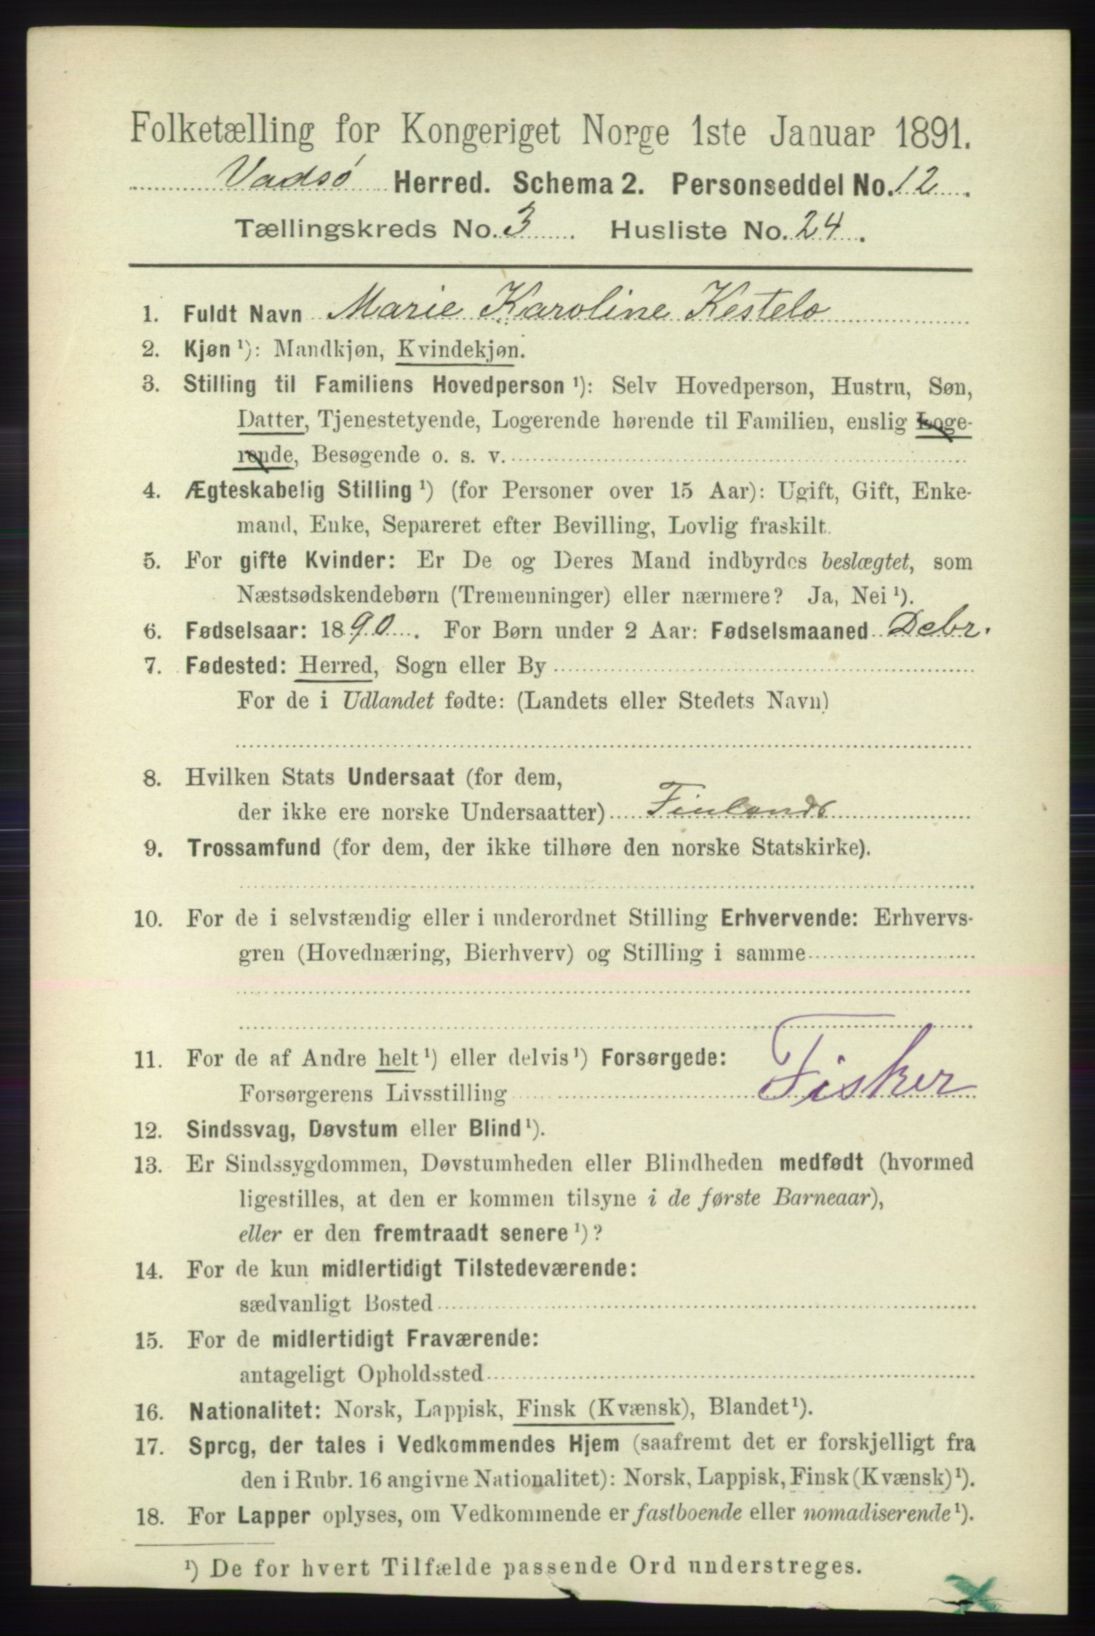 Folketælling for Kongeriget Norge 1ste Januar 1891.
Vadsø Herred. Schema 2. Personseddel No. 12.
Tællingskreds No. 3. Husliste No. 24.
1. Fuldt Navn Marie Karoline Kestelo
2. Kjøn ¹): Mandkjøn, Kvindekjøn.
3. Stilling til Familiens Hovedperson ¹): Selv Hovedperson, Hustru, Søn,
Datter, Tjenestetyende, Logerende hørende til Familien, enslig Loge-
rende, Besøgende o. s. v.
4. Ægteskabelig Stilling ¹) (for Personer over 15 Aar): Ugift, Gift, Enke-
mand, Enke, Separeret efter Bevilling, Lovlig fraskilt.
5. For gifte Kvinder: Er De og Deres Mand indbyrdes beslægtet, som
Næstsødskendebørn (Tremenninger) eller nærmere? Ja, Nei ¹).
6. Fødselsaar: 1890. For Børn under 2 Aar: Fødselsmaaned Debr.
7. Fødested: Herred, Sogn eller By
For de i Udlandet fødte: (Landets eller Stedets Navn)
8. Hvilken Stats Undersaat (for dem,
der ikke ere norske Undersaatter) Finlands
9. Trossamfund (for dem, der ikke tilhøre den norske Statskirke).
10. For de i selvstændig eller i underordnet Stilling Erhvervende: Erhvervs-
gren (Hovednæring, Bierhverv) og Stilling i samme
11. For de af Andre helt ¹) eller delvis ¹) Forsørgede:
Forsørgerens Livsstilling Fisker
12. Sindssvag, Døvstum eller Blind ¹).
13. Er Sindssygdommen, Døvstumheden eller Blindheden medfødt (hvormed
ligestilles, at den er kommen tilsyne i de første Barneaar),
eller er den fremtraadt senere ¹)?
14. For de kun midlertidigt Tilstedeværende:
sædvanligt Bosted
15. For de midlertidigt Fraværende:
antageligt Opholdssted
16. Nationalitet: Norsk, Lappisk, Finsk (Kvænsk), Blandet ¹).
17. Sprog, der tales i Vedkommendes Hjem (saafremt det er forskjelligt fra
den i Rubr. 16 angivne Nationalitet): Norsk, Lappisk, Finsk (Kvænsk) ¹).
18. For Lapper oplyses, om Vedkommende er fastboende eller nomadiserende ¹).
¹) De for hvert Tilfælde passende Ord understreges.